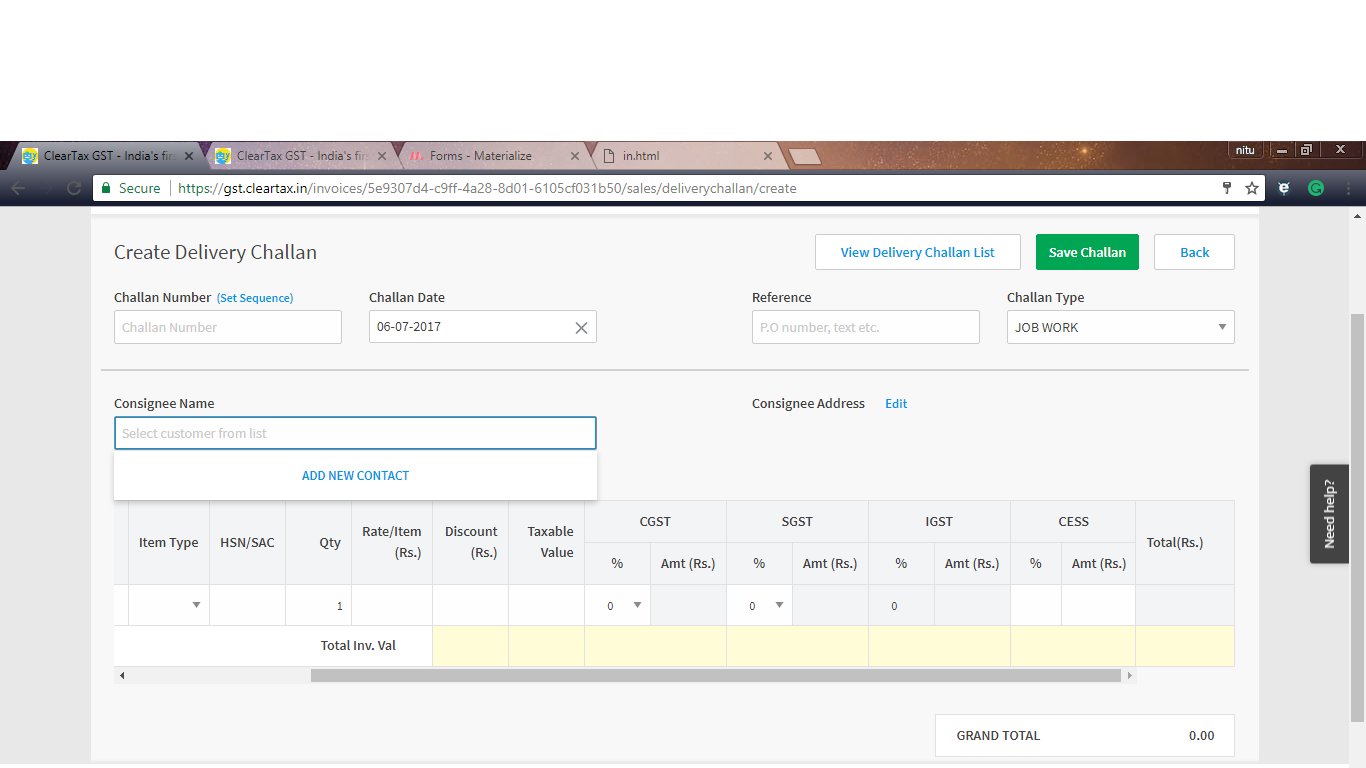 ClearTax GST - India's fir
ClearTax GST - India's fir
Forms - Materialize
in.html
nitu
Secure
https://gst.cleartax.in/invoices/5e9307d4-c9ff-4a28-8d01-6105cf031b50/sales/deliverychallan/create
Create Delivery Challan
View Delivery Challan List
Save Challan
Back
Challan Number (Set Sequence)
Challan Date
Reference
Challan Type
Challan Number
06-07-2017
P.O number, text etc.
JOB WORK
Consignee Name
Consignee Address Edit
Select customer from list
ADD NEW CONTACT
Need help?
Item Type
HSN/SAC
Qty
Rate/Item
(Rs.)
Discount
(Rs.)
Taxable
Value
CGST
SGST
IGST
CESS
Total(Rs.)
%
Amt (Rs.)
%
Amt (Rs.)
%
Amt (Rs.)
%
Amt (Rs.)
1
0
0
0
Total Inv. Val
GRAND TOTAL
0.00